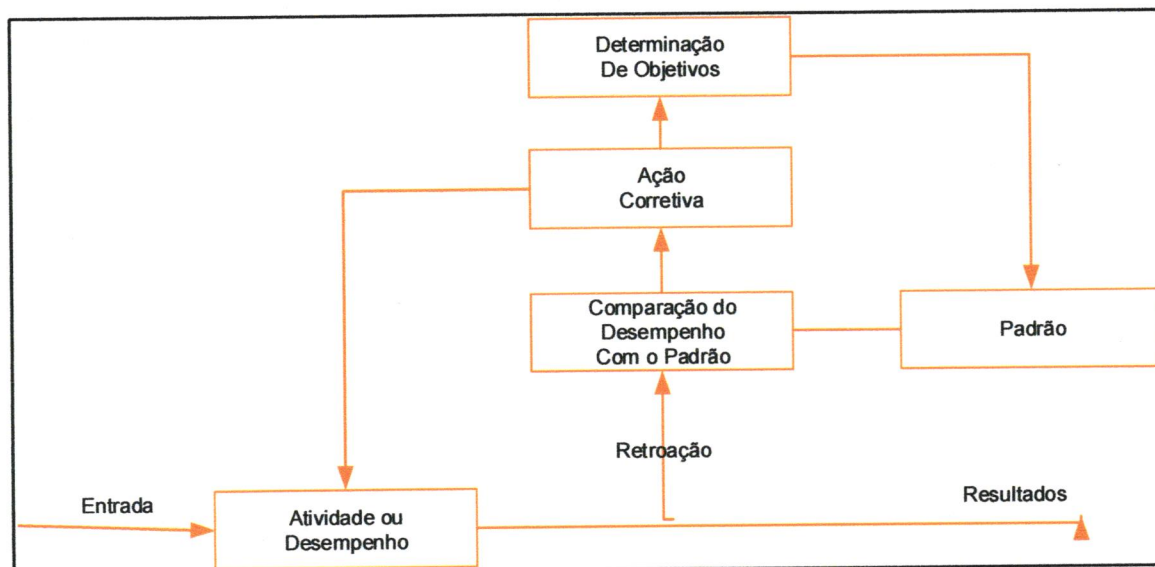 Determinação
De Objetivos
Ação
Corretiva
Comparação do
Desempenho
Com o Padrão
Padrão
Retroação
Entrada
Resultados
Atividade ou
Desempenho